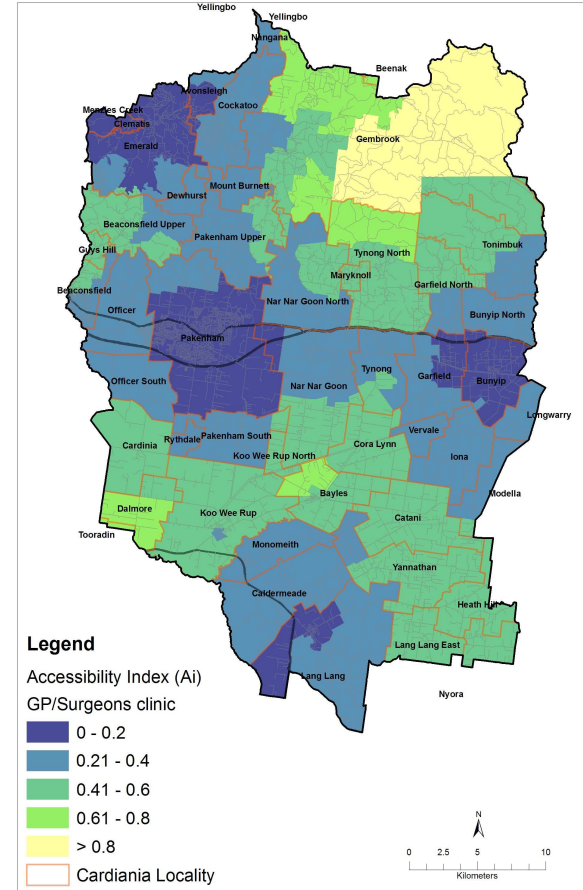 Yellingbo
Yellingbo
Nangana
Beenak
Avonsleigh
Cockatoo
Menzies Creek
Clematis
Gembrook
Emerald
Mount Burnett
Dewhurst
Beaconsfield Upper
Pakenham Upper
Tonimbuk
Guys Hill
Tynong North
Maryknoll
Garfield North
Beaconsfield
Nar Nar Goon North
Officer
Bunyip North
Pakenham
Tynong
Garfield
Officer South
Nar Nar Goon
Bunyip
Longwarry
Vervale
Cardinia
Rythdale
Pakenham South
Cora Lynn
Koo Wee Rup North
Iona
Bayles
Modella
Dalmore
Koo Wee Rup
Catani
Tooradin
Monomeith
Yannathan
Caldermeade
Heath Hill
Lang Lang East
Lang Lang
Nyora
Legend
Accessibility Index (Ai)
GP/Surgeons clinic
0 - 0.2
0.21 - 0.4
0.41 - 0.6
0.61 - 0.8
> 0.8
Cardiania Locality
N
0 2.5 5 10
Kilometers